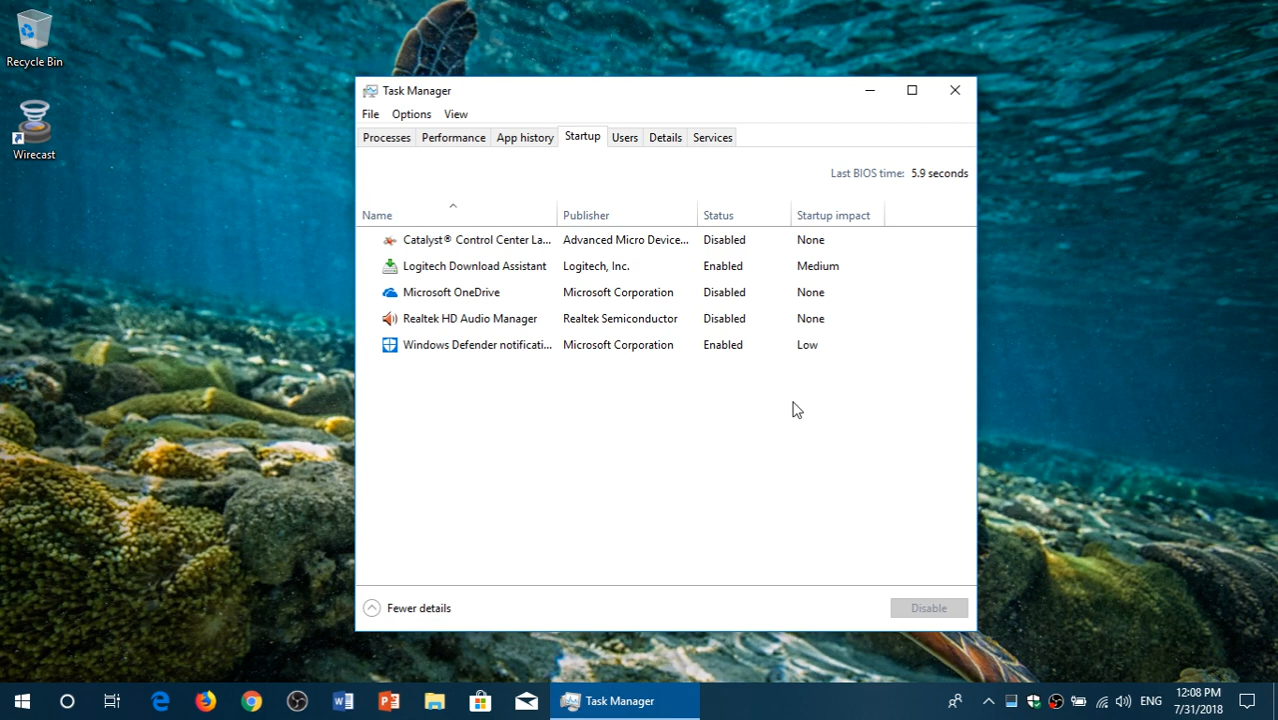 Recycle Bin
Wirecast
Task Manager
File Options View
Processes Performance App history Startup Users Details Services
Last BIOS time: 5.9 seconds
Name Publisher Status Startup impact
Catalyst® Control Center La... Advanced Micro Device... Disabled None
Logitech Download Assistant Logitech, Inc. Enabled Medium
Microsoft OneDrive Microsoft Corporation Disabled None
Realtek HD Audio Manager Realtek Semiconductor Disabled None
Windows Defender notificati... Microsoft Corporation Enabled Low
Fewer details Disable
Task Manager
ENG
12:08 PM
7/31/2018